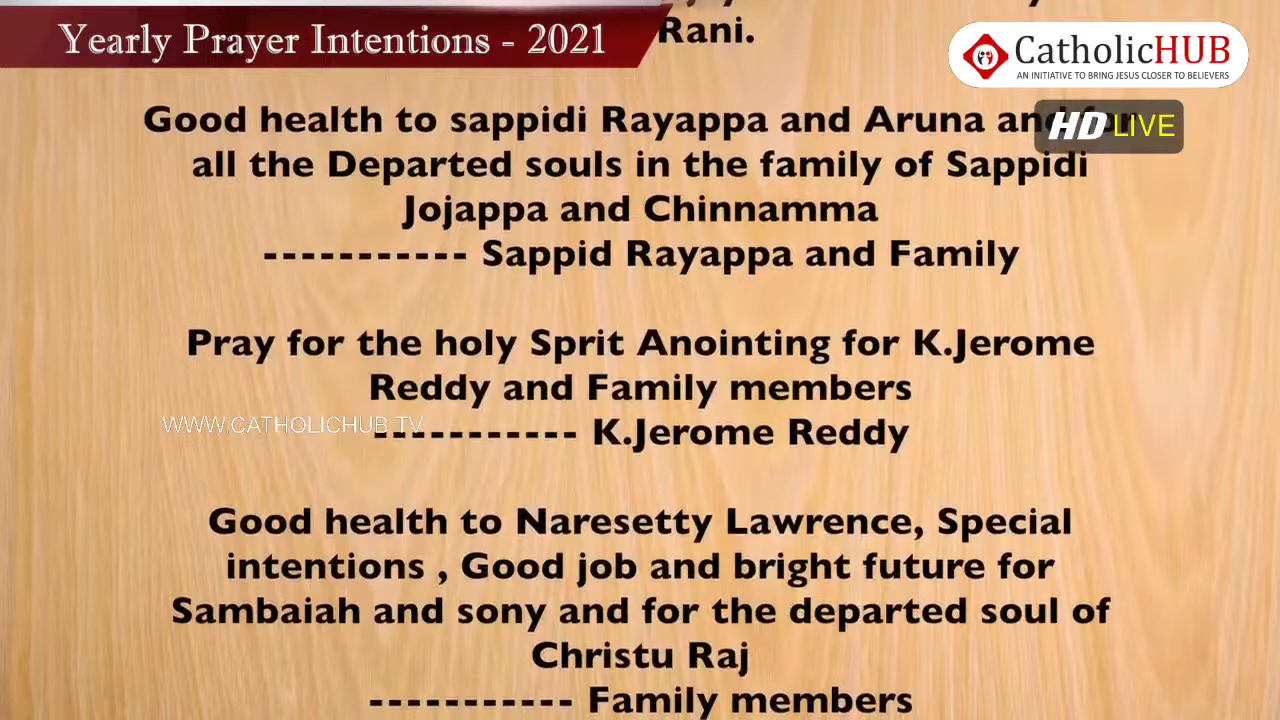 Yearly Prayer Intentions - 2021
Rani.
CatholicHUB
AN INITIATIVE TO BRING JESUS CLOSER TO BELIEVERS
HD LIVE
Good health to sappidi Rayappa and Aruna and for
all the Departed souls in the family of Sappidi
Jojappa and Chinnamma
----------- Sappid Rayappa and Family
Pray for the holy Sprit Anointing for K.Jerome
Reddy and Family members
WWW.CATHOLICHUB.TV
----------- K.Jerome Reddy
Good health to Naresetty Lawrence, Special
intentions , Good job and bright future for
Sambaiah and sony and for the departed soul of
Christu Raj
----------- Family members